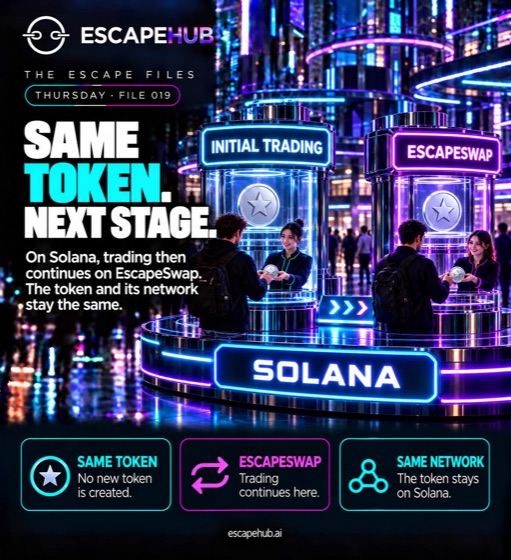 ESCAPEHUB
THE ESCAPE FILES
THURSDAY · FILE 019
SAME
TOKEN.
NEXT STAGE.
On Solana, trading then
continues on EscapeSwap.
The token and its network
stay the same.
INITIAL TRADING
ESCAPESWAP
SOLANA
SAME TOKEN
No new token
is created.
ESCAPESWAP
Trading
continues here.
SAME NETWORK
The token stays
on Solana.
escapehub.ai